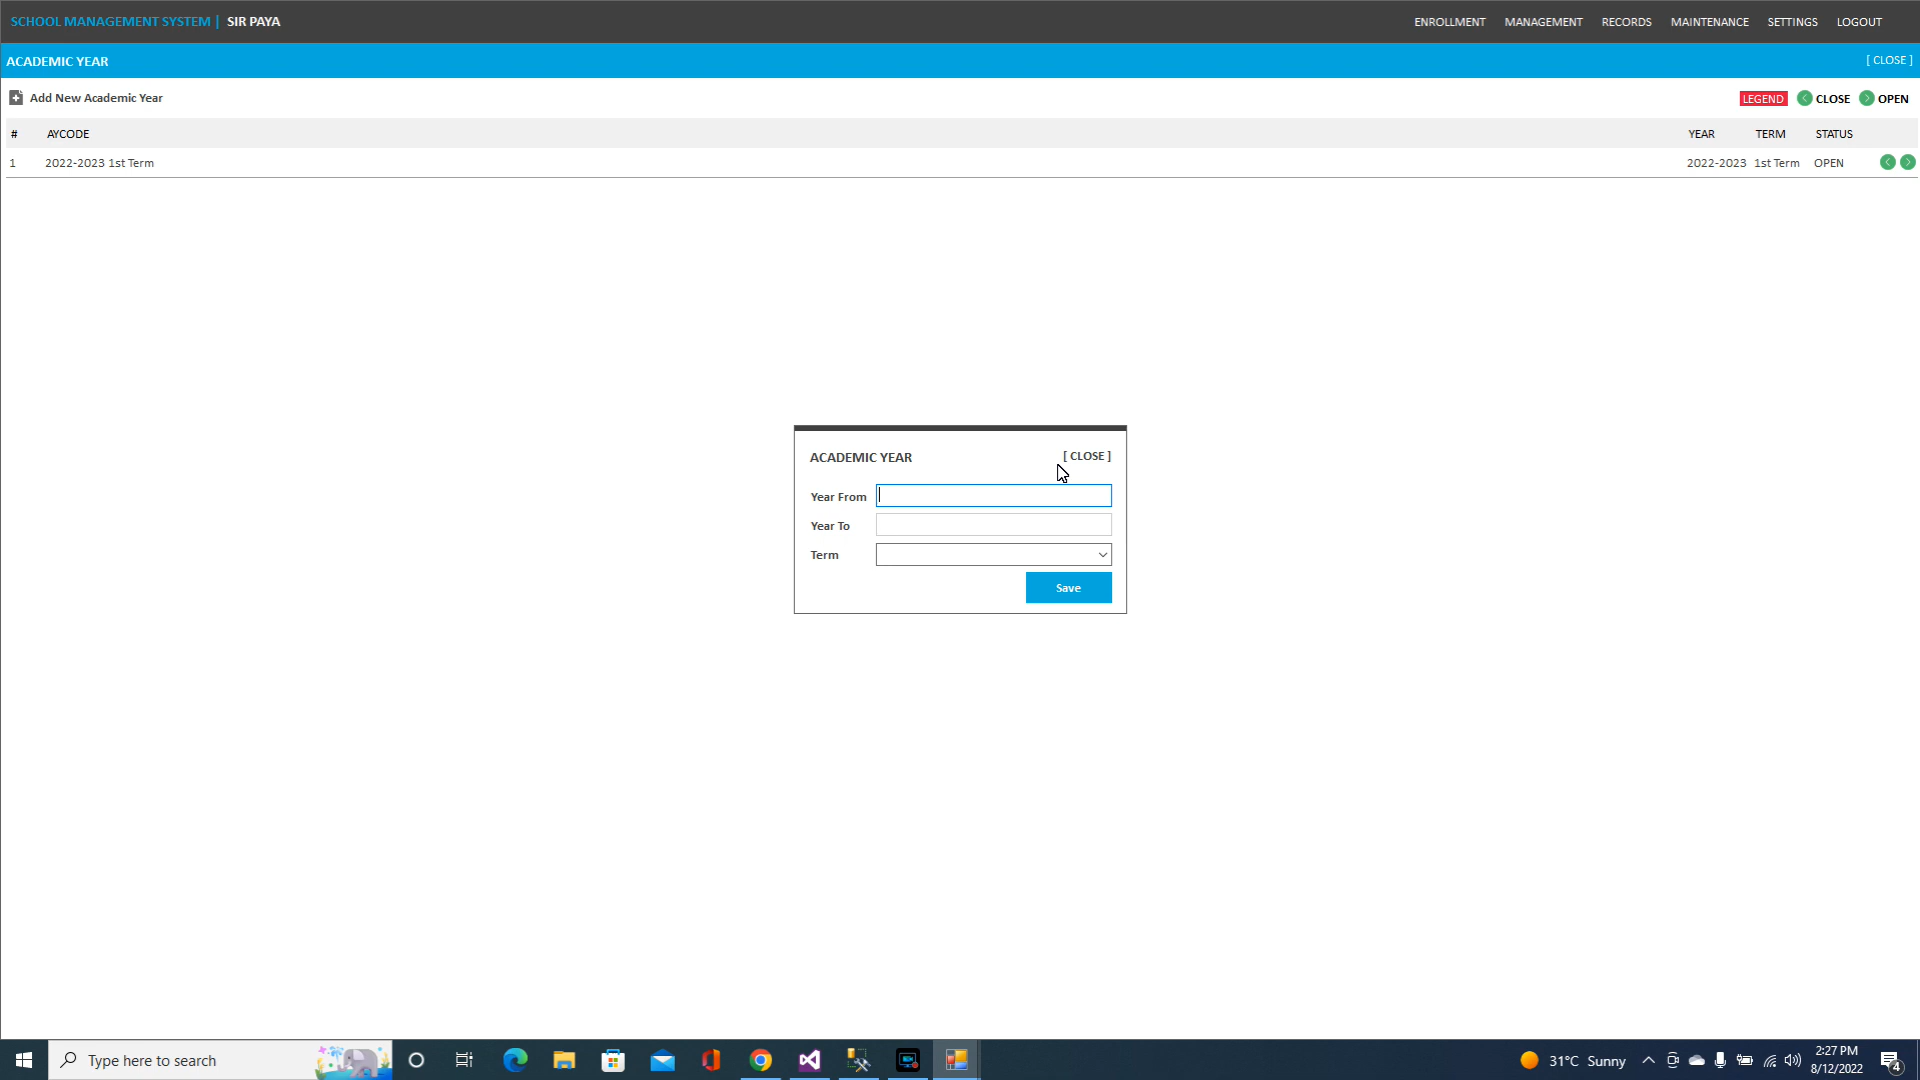 SCHOOL MANAGEMENT SYSTEM | SIR PAYA ENROLLMENT MANAGEMENT RECORDS MAINTENANCE SETTINGS LOGOUT
ACADEMIC YEAR [ CLOSE ]
Add New Academic Year LEGEND CLOSE OPEN
# AYCODE YEAR TERM STATUS
1 2022-2023 1st Term 2022-2023 1st Term OPEN
ACADEMIC YEAR [ CLOSE ]
Year From
Year To
Term
Save
Type here to search 31°C Sunny 2:27 PM
8/12/2022 4